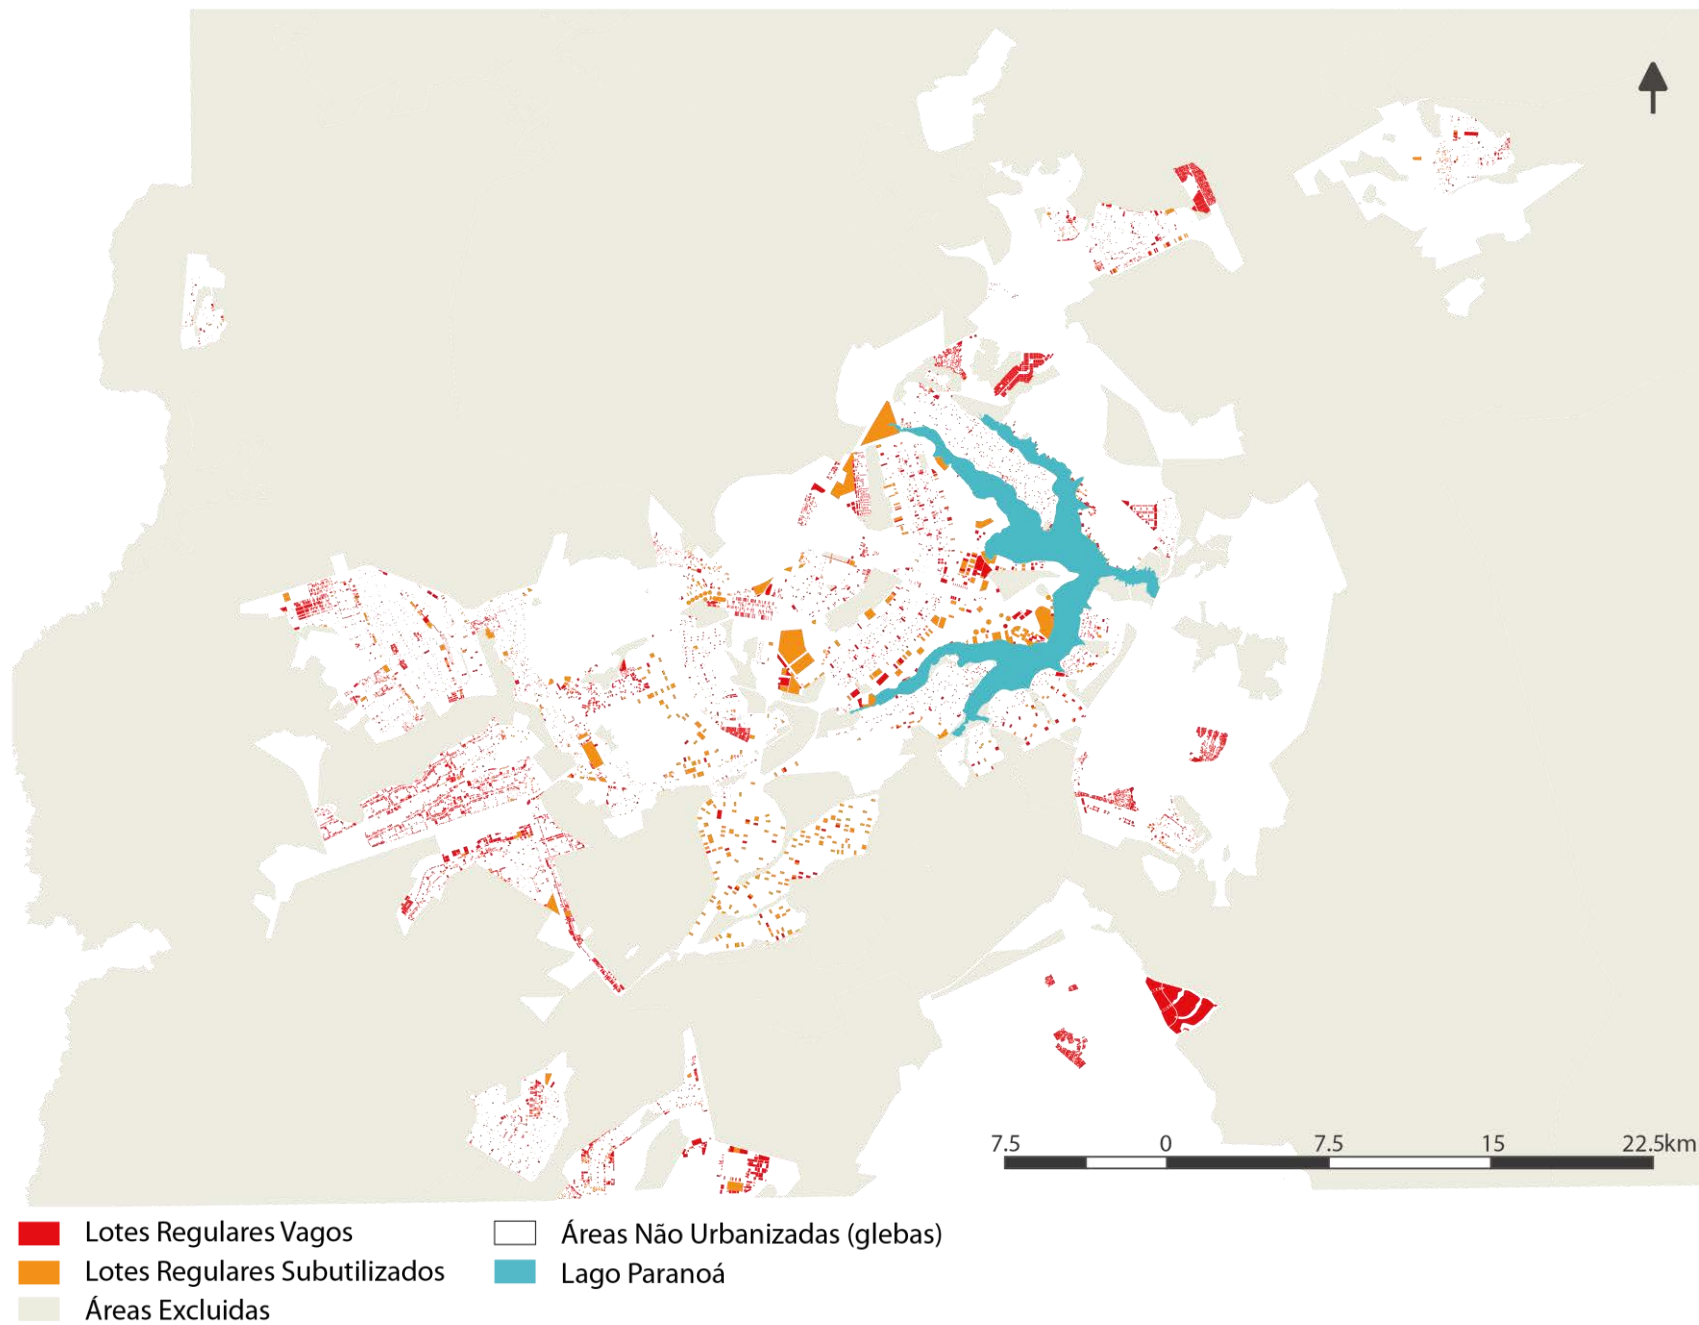 7.5 0 7.5 15 22.5km
Lotes Regulares Vagos
Lotes Regulares Subutilizados
Áreas Excluidas
Áreas Não Urbanizadas (glebas)
Lago Paranoá